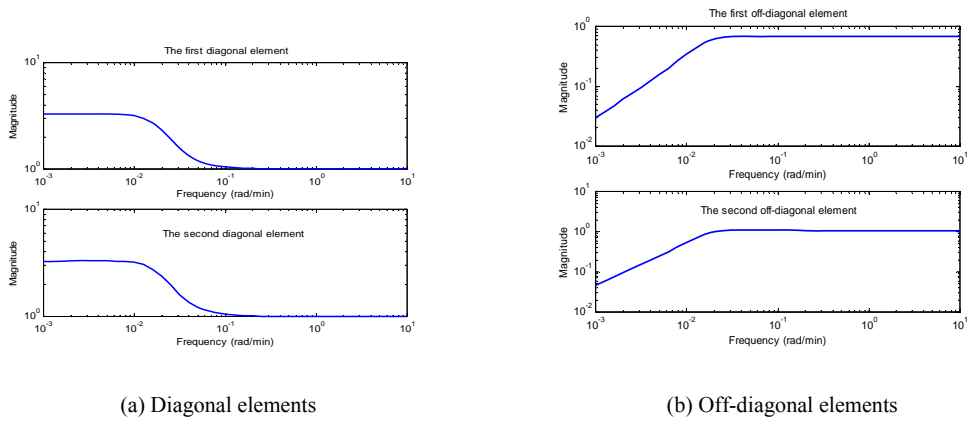 The first diagonal element
10^1
Magnitude
10^0
10^-3 10^-2 10^-1 10^0 10^1
Frequency (rad/min)
10^1
The second diagonal element
Magnitude
10^0
10^-3 10^-2 10^-1 10^0 10^1
Frequency (rad/min)
(a) Diagonal elements
The first off-diagonal element
10^0
10^-1
Magnitude
10^-2
10^-3 10^-2 10^-1 10^0 10^1
Frequency (rad/min)
10^1
The second off-diagonal element
10^0
Magnitude
10^-1
10^-2
10^-3 10^-2 10^-1 10^0 10^1
Frequency (rad/min)
(b) Off-diagonal elements